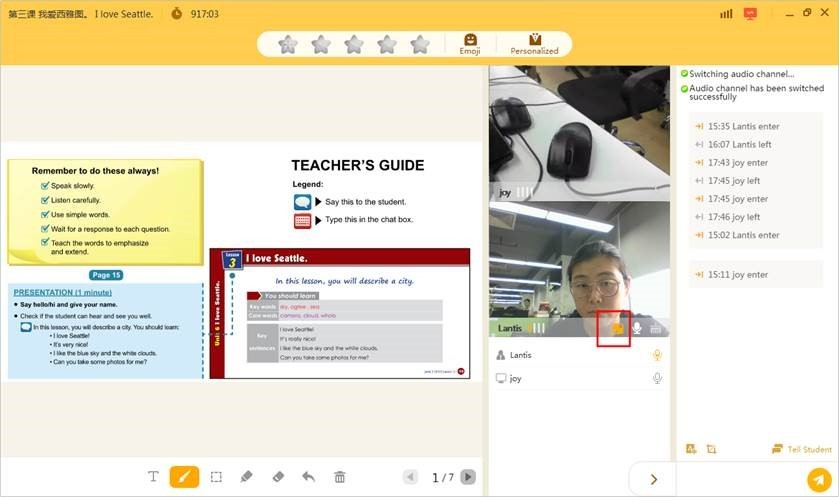 第三课 我爱西雅图。 I love Seattle.
917:03
Emoji
Personalized
Remember to do these always!
Speak slowly.
Listen carefully.
Use simple words.
Wait for a response to each question.
Teach the words to emphasize
and extend.
TEACHER'S GUIDE
Legend:
Say this to the student.
Type this in the chat box.
Page 15
PRESENTATION (1 minute)
Say hello/hi and give your name.
Check if the student can hear and see you well.
In this lesson, you will describe a city. You should learn:
• I love Seattle!
• It's very nice!
• I like the blue sky and the white clouds.
• Can you take some photos for me?
Unit 6 I love Seattle.
Lesson
3
I love Seattle.
In this lesson, you will describe a city.
You should learn
Key words
Core words
camera, cloud, whole
Key
sentences
I love Seattle!
It's really nice!
I like the blue sky and the white clouds.
Can you take some photos for me?
T
1 / 7
joy
Lantis
Lantis
joy
Switching audio channel...
Audio channel has been switched
successfully
15:35 Lantis enter
16:07 Lantis left
17:43 joy enter
17:45 joy left
17:45 joy enter
17:46 joy left
15:02 Lantis enter
15:11 joy enter
Tell Student